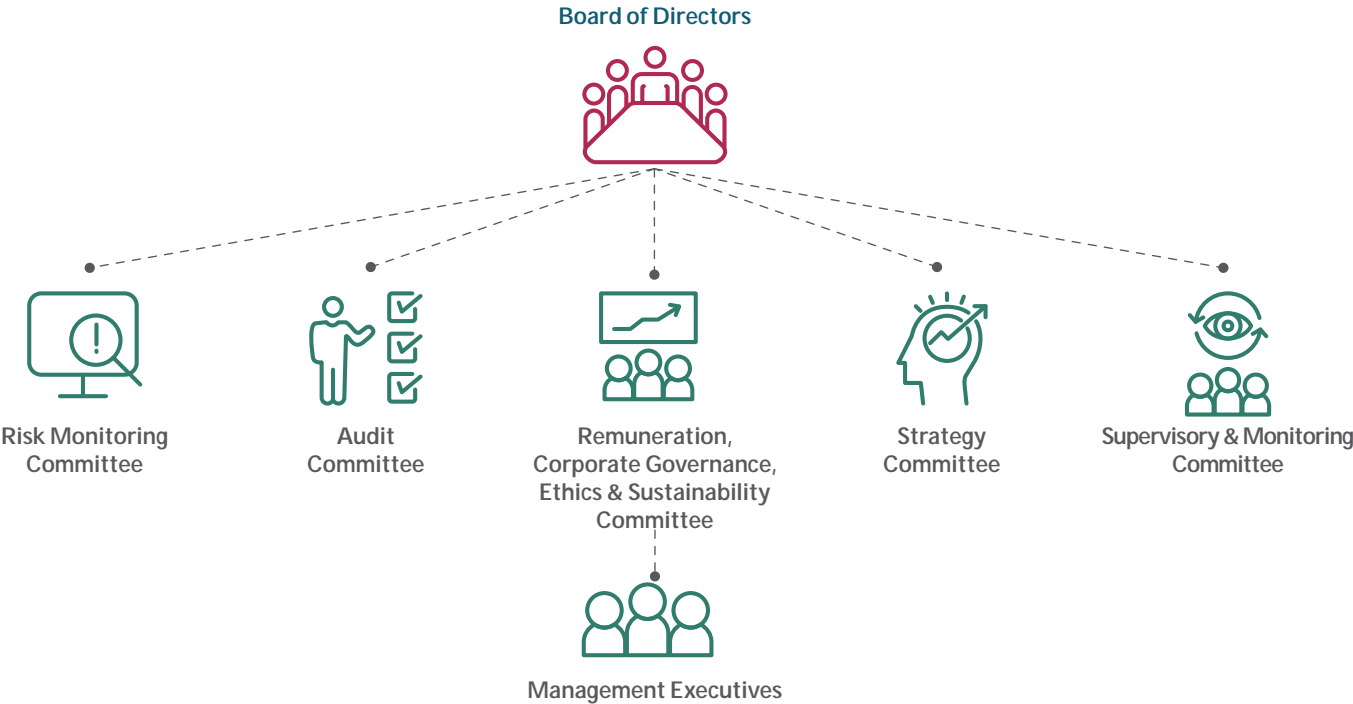 Board of Directors
Risk Monitoring
Committee
Audit
Committee
Remuneration,
Corporate Governance,
Ethics & Sustainability
Committee
Strategy
Committee
Supervisory & Monitoring
Committee
Management Executives